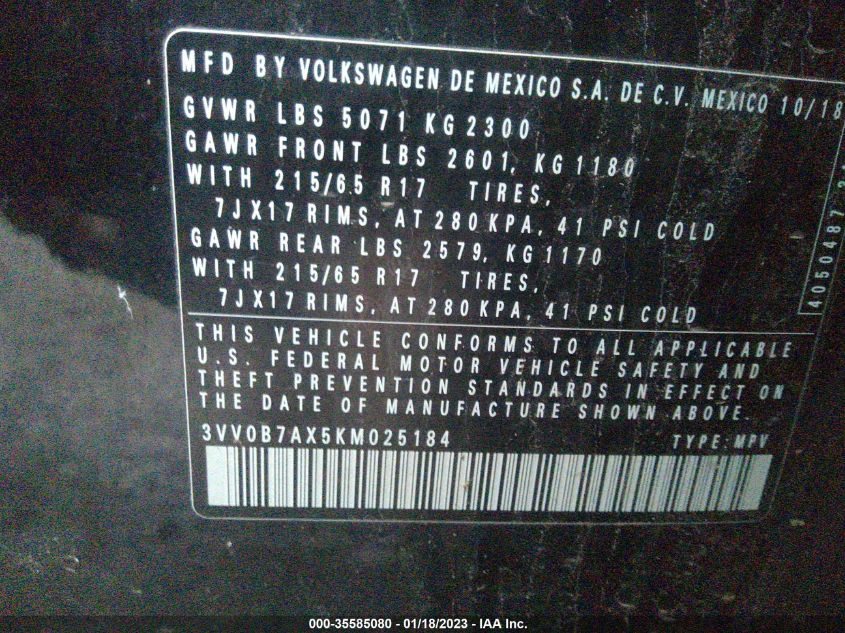 MFD BY VOLKSWAGEN DE MEXICO S.A. DE C.V. MEXICO 10/18
GVWR LBS 5071 KG 2300
GAWR FRONT LBS 2601, KG 1180
WITH 215/65 R17 TIRES,
7JX17 RIMS, AT 280 KPA, 41 PSI COLD
GAWR REAR LBS 2579, KG 1170
WITH 215/65 R17 TIRES,
7JX17 RIMS, AT 280 KPA, 41 PSI COLD
4050487
THIS VEHICLE CONFORMS TO ALL APPLICABLE
U.S. FEDERAL MOTOR VEHICLE SAFETY AND
THEFT PREVENTION STANDARDS IN EFFECT ON
THE DATE OF MANUFACTURE SHOWN ABOVE.
3VV0B7AX5KM025184 TYPE: MPV
000-35585080 - 01/18/2023 - IAA Inc.